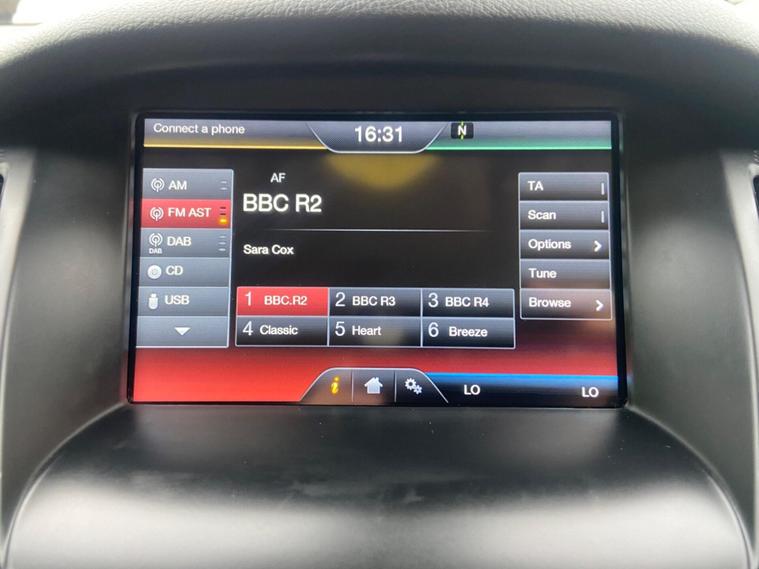 Connect a phone
16:31
N
AM
FM AST
DAB
DAB
CD
USB
AF
BBC R2
Sara Cox
1 BBC.R2
2 BBC R3
3 BBC R4
4 Classic
5 Heart
6 Breeze
TA
Scan
Options
Tune
Browse
i
LO
LO